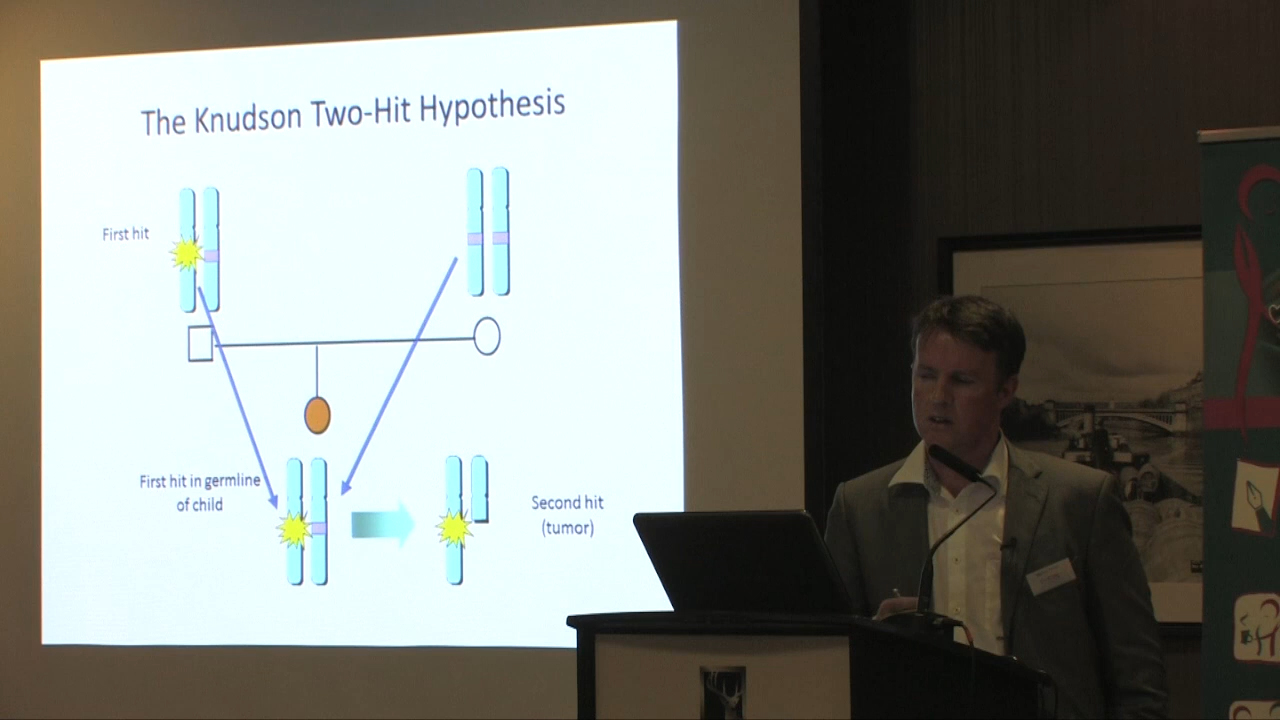 The Knudson Two-Hit Hypothesis
First hit
First hit in germline
of child
Second hit
(tumor)